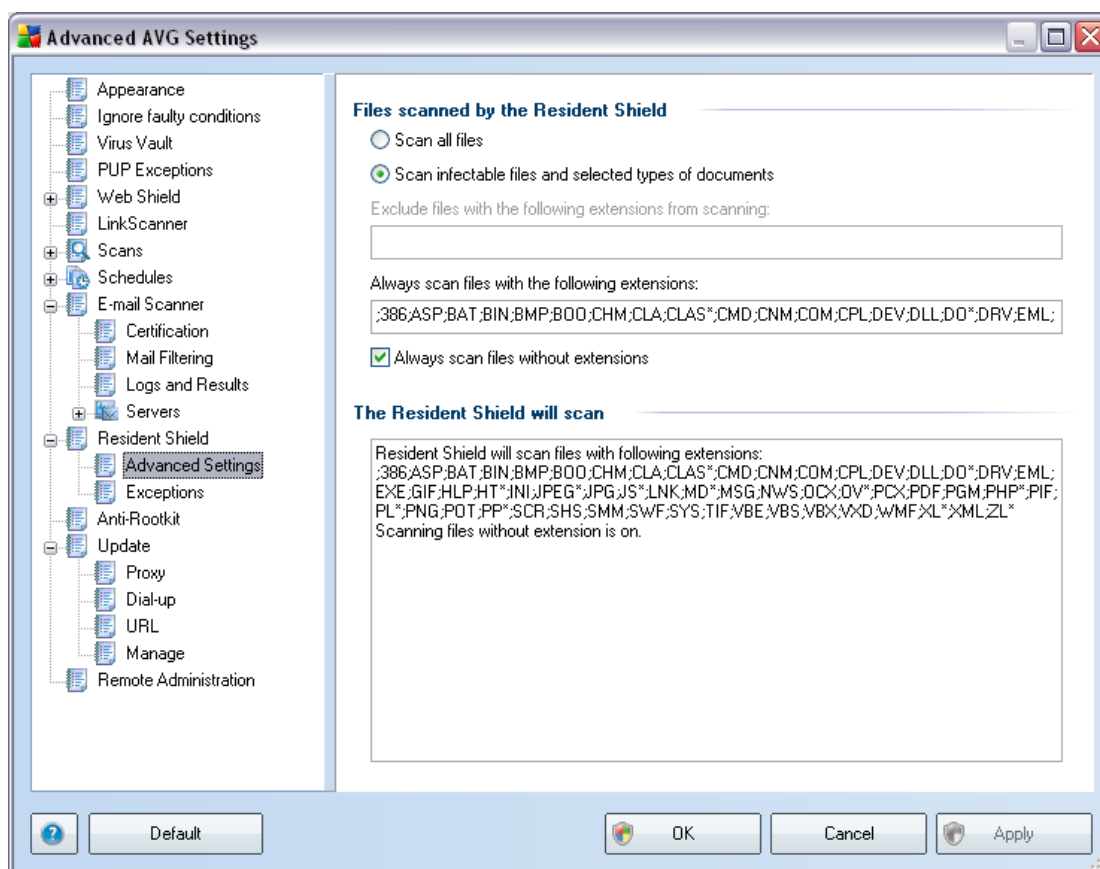 Advanced AVG Settings
Appearance
Ignore faulty conditions
Virus Vault
PUP Exceptions
Web Shield
LinkScanner
Scans
Schedules
E-mail Scanner
Certification
Mail Filtering
Logs and Results
Servers
Resident Shield
Advanced Settings
Exceptions
Anti-Rootkit
Update
Proxy
Dial-up
URL
Manage
Remote Administration
Files scanned by the Resident Shield
Scan all files
Scan infectable files and selected types of documents
Exclude files with the following extensions from scanning:
Always scan files with the following extensions:
;386;ASP;BAT;BIN;BMP;BOO;CHM;CLA;CLAS*;CMD;CNM;COM;CPL;DEV;DLL;DO*;DRV;EML;
Always scan files without extensions
The Resident Shield will scan
Resident Shield will scan files with following extensions:
;386;ASP;BAT;BIN;BMP;BOO;CHM;CLA;CLAS*;CMD;CNM;COM;CPL;DEV;DLL;DO*;DRV;EML;
EXE;GIF;HLP;HT*;INI;JPEG*;JPG;JS*;LNK;MD*;MSG;NWS;OCX;OV*;PCX;PDF;PGM;PHP*;PIF;
PL*;PNG;POT;PP*;SCR;SHS;SMM;SWF;SYS;TIF;VBE;VBS;VBX;VXD;WMF;XL*;XML;ZL*
Scanning files without extension is on.
Default
OK
Cancel
Apply